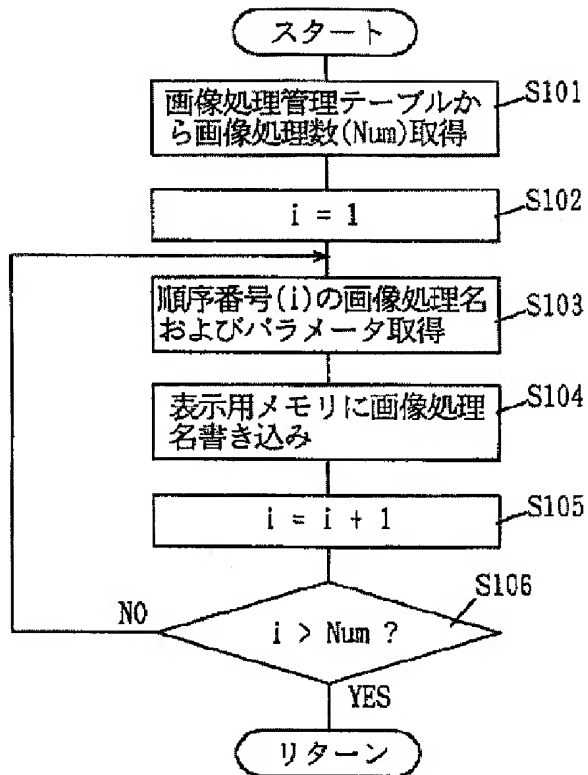 スタート
画像処理管理テーブルか
ら画像処理数(Num)取得
S101
i = 1
S102
順序番号(i)の画像処理名
およびパラメータ取得
S103
表示用メモリに画像処理
名書き込み
S104
i = i + 1
S105
i > Num ?
S106
NO
YES
リターン